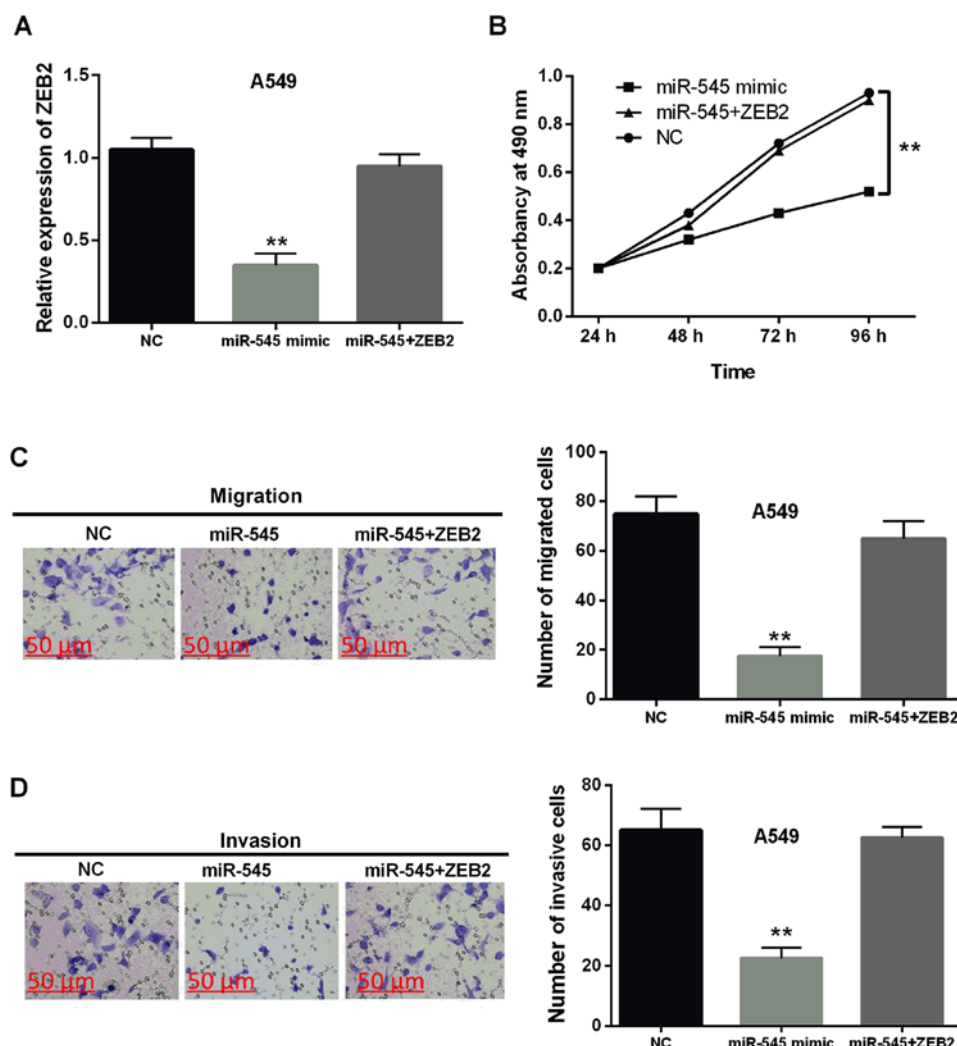 A
A549
Relative expression of ZEB2
1.5
1.0
0.5
0.0
NC
miR-545 mimic
miR-545+ZEB2
**
B
miR-545 mimic
miR-545+ZEB2
NC
Absorbancy at 490 nm
1.0
0.8
0.6
0.4
0.2
0.0
24 h
48 h
72 h
96 h
Time
**
C
Migration
NC
miR-545
miR-545+ZEB2
50 µm
50 µm
50 µm
Number of migrated cells
100
80
60
40
20
0
A549
**
NC
miR-545 mimic
miR-545+ZEB2
D
Invasion
NC
miR-545
miR-545+ZEB2
50 µm
50 µm
50 µm
Number of invasive cells
80
60
40
20
0
A549
**
NC
miR-545 mimic
miR-545+ZEB2